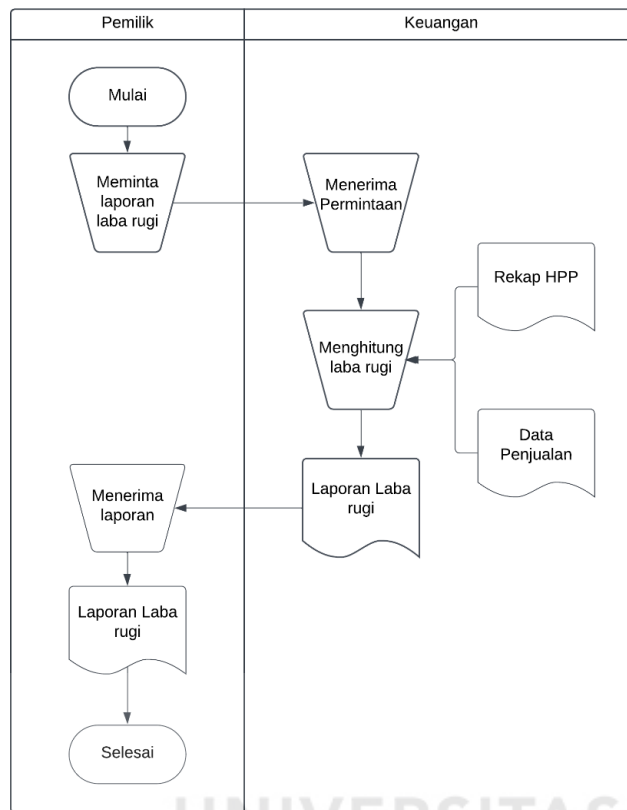 Pemilik
Keuangan
Mulai
Meminta
laporan
laba rugi
Menerima
Permintaan
Rekap HPP
Menghitung
laba rugi
Data
Penjualan
Laporan Laba
rugi
Menerima
laporan
Laporan Laba
rugi
Selesai
UNIVERSITAS